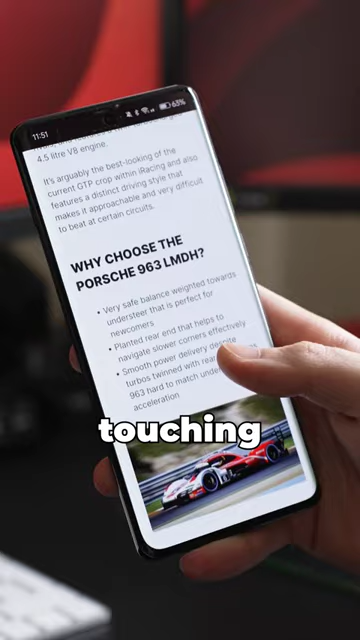 11:51
63%
4.5 litre V8 engine.
It's arguably the best-looking of the
current GTP crop within iRacing and also
features a distinct driving style that
makes it approachable and very difficult
to beat at certain circuits.
WHY CHOOSE THE
PORSCHE 963 LMDH?
• Very safe balance weighted towards
understeer that is perfect for
newcomers
• Planted rear end that helps to
navigate slower corners effectively
• Smooth power delivery despite
turbos twinned with rear
963 hard to match under
acceleration
touching